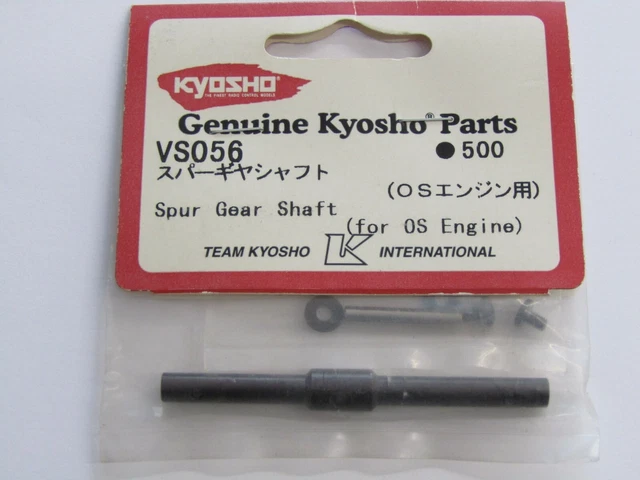 KYOSHO
THE FINEST RADIO CONTROL MODELS
Genuine Kyosho® Parts
VS056 ●500
スパーギヤシャフト
(OSエンジン用)
Spur Gear Shaft
(for OS Engine)
TEAM KYOSHO K INTERNATIONAL